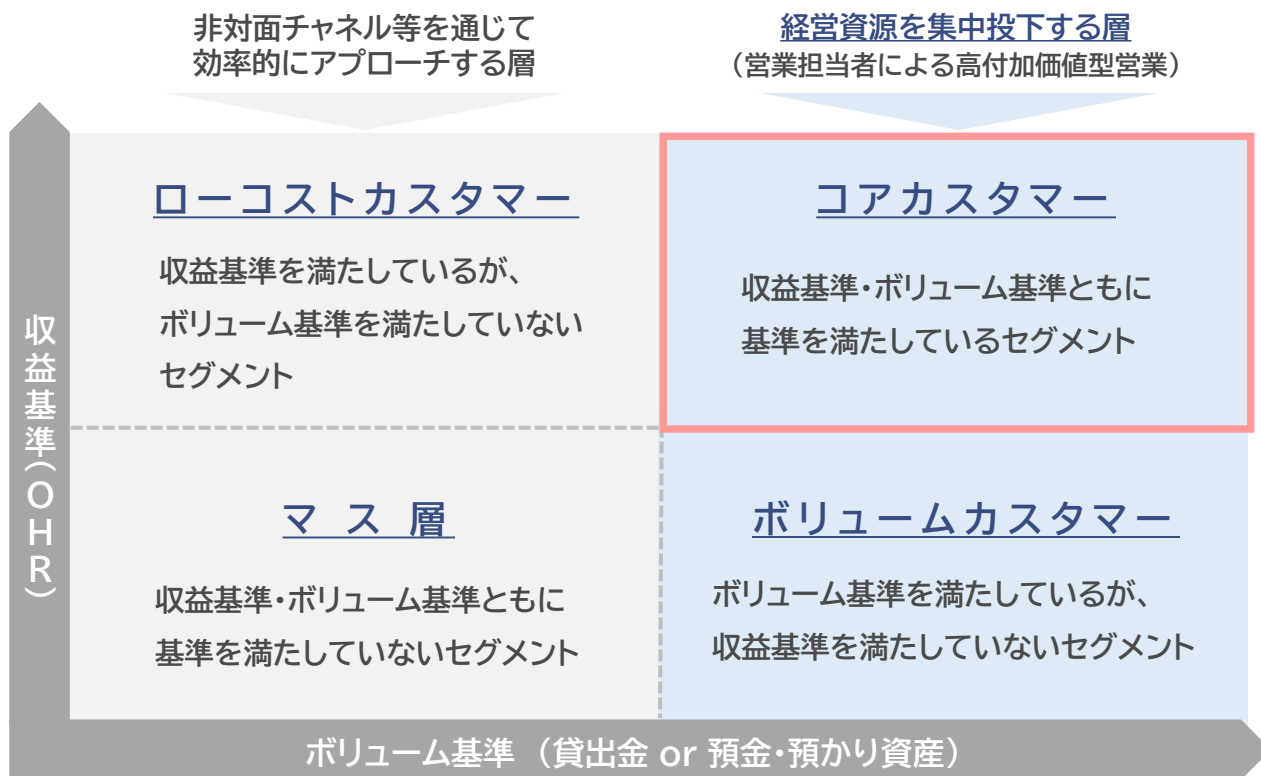 非対面チャネル等を通じて
効率的にアプローチする層
経営資源を集中投下する層
（営業担当者による高付加価値型営業）
ローコストカスタマー
収益基準を満たしているが、
ボリューム基準を満たしていない
セグメント
コアカスタマー
収益基準・ボリューム基準ともに
基準を満たしているセグメント
マス層
収益基準・ボリューム基準ともに
基準を満たしていないセグメント
ボリュームカスタマー
ボリューム基準を満たしているが、
収益基準を満たしていないセグメント
収益基準（OHR）
ボリューム基準 （貸出金 or 預金・預かり資産）